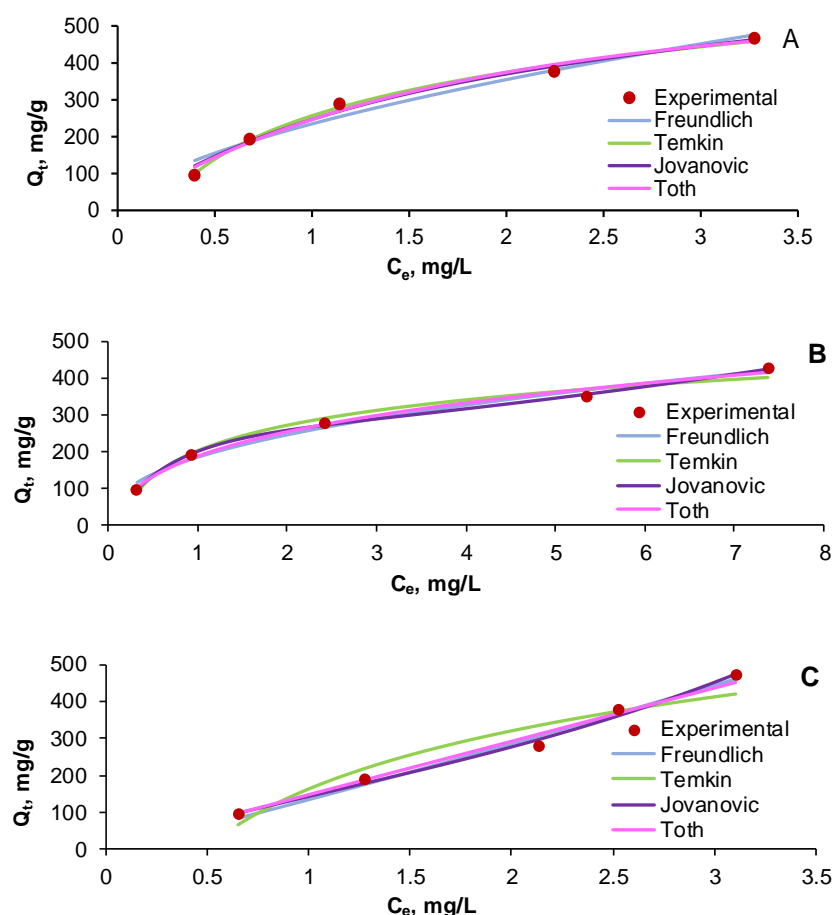 A
500
400
300
200
100
0
Qt, mg/g
Experimental
Freundlich
Temkin
Jovanovic
Toth
0 0.5 1 1.5 2 2.5 3 3.5
Ce, mg/L
B
500
400
300
200
100
0
Qt, mg/g
Experimental
Freundlich
Temkin
Jovanovic
Toth
0 1 2 3 4 5 6 7 8
Ce, mg/L
C
500
400
300
200
100
0
Qt, mg/g
Experimental
Freundlich
Temkin
Jovanovic
Toth
0 0.5 1 1.5 2 2.5 3 3.5
Ce, mg/L